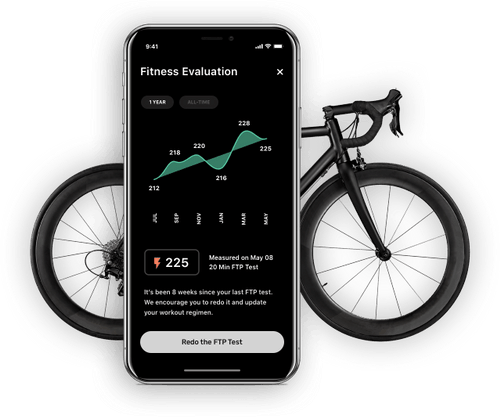 9:41
Fitness Evaluation
1 YEAR
ALL-TIME
228
218
220
225
216
212
JUL
SEP
NOV
JAN
MAR
MAY
225
Measured on May 08
20 Min FTP Test
It's been 8 weeks since your last FTP test.
We encourage you to redo it and update
your workout regimen.
Redo the FTP Test